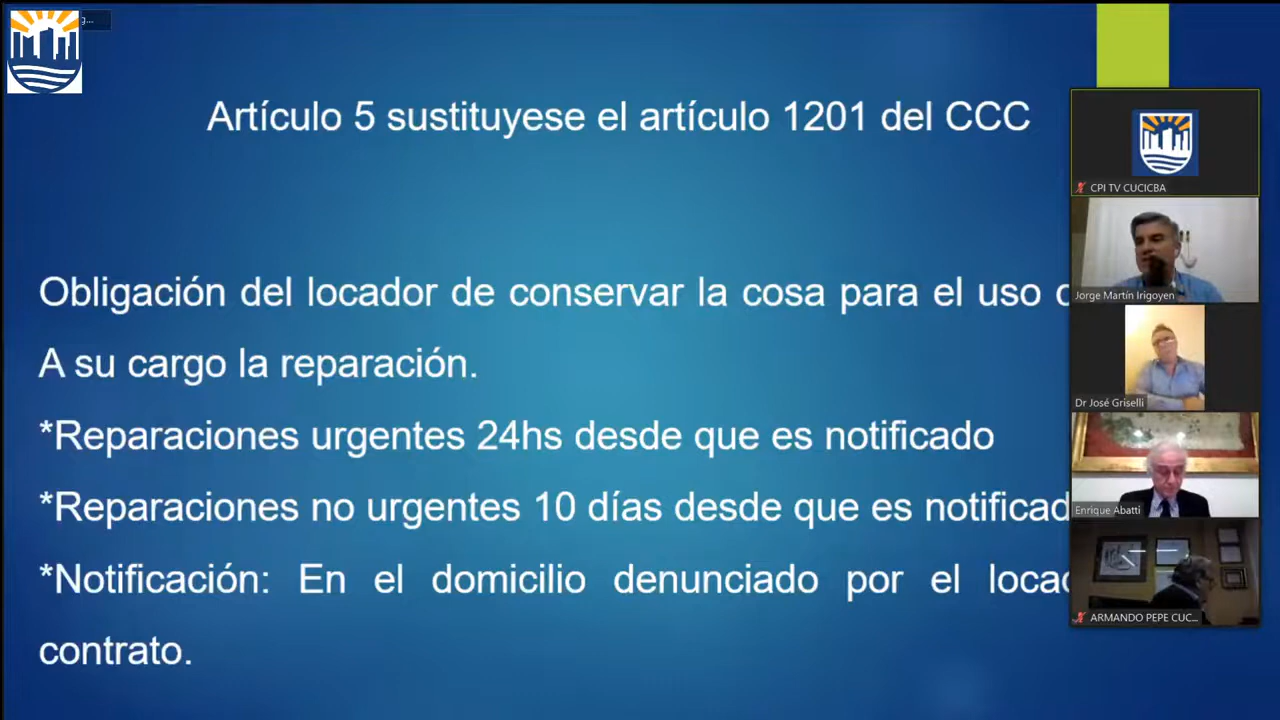 g...
Artículo 5 sustituyese el artículo 1201 del CCC
Obligación del locador de conservar la cosa para el uso
A su cargo la reparación.
*Reparaciones urgentes 24hs desde que es notificado
*Reparaciones no urgentes 10 días desde que es notificad
*Notificación: En el domicilio denunciado por el locad
contrato.
CPI TV CUCICBA
Jorge Martín Irigoyen
Dr José Griselli
Enrique Abatti
ARMANDO PEPE CUC...